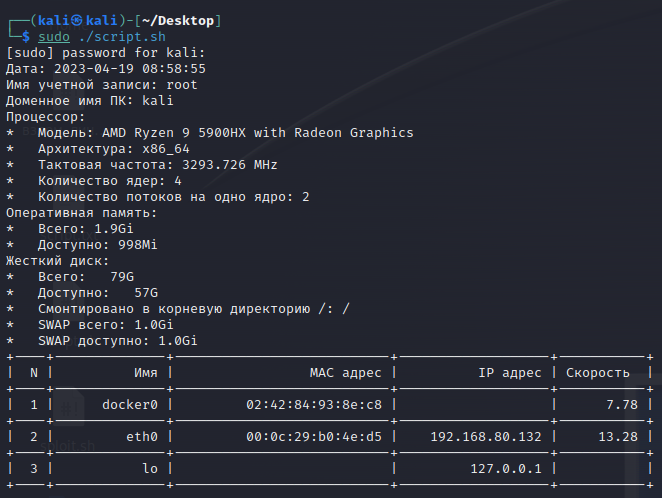 ┌──(kali㉿kali)-[~/Desktop]
└─$ sudo ./script.sh
[sudo] password for kali:
Дата: 2023-04-19 08:58:55
Имя учетной записи: root
Доменное имя ПК: kali
Процессор:
*   Модель: AMD Ryzen 9 5900HX with Radeon Graphics
*   Архитектура: x86_64
*   Тактовая частота: 3293.726 MHz
*   Количество ядер: 4
*   Количество потоков на одно ядро: 2
Оперативная память:
*   Всего: 1.9Gi
*   Доступно: 998Mi
Жесткий диск:
*   Всего:   79G
*   Доступно:   57G
*   Смонтировано в корневую директорию /: /
*   SWAP всего: 1.0Gi
*   SWAP доступно: 1.0Gi
| N | Имя | MAC адрес | IP адрес | Скорость |
| 1 | docker0 | 02:42:84:93:8e:c8 | | 7.78 |
| 2 | eth0 | 00:0c:29:b0:4e:d5 | 192.168.80.132 | 13.28 |
| 3 | lo | | 127.0.0.1 | |